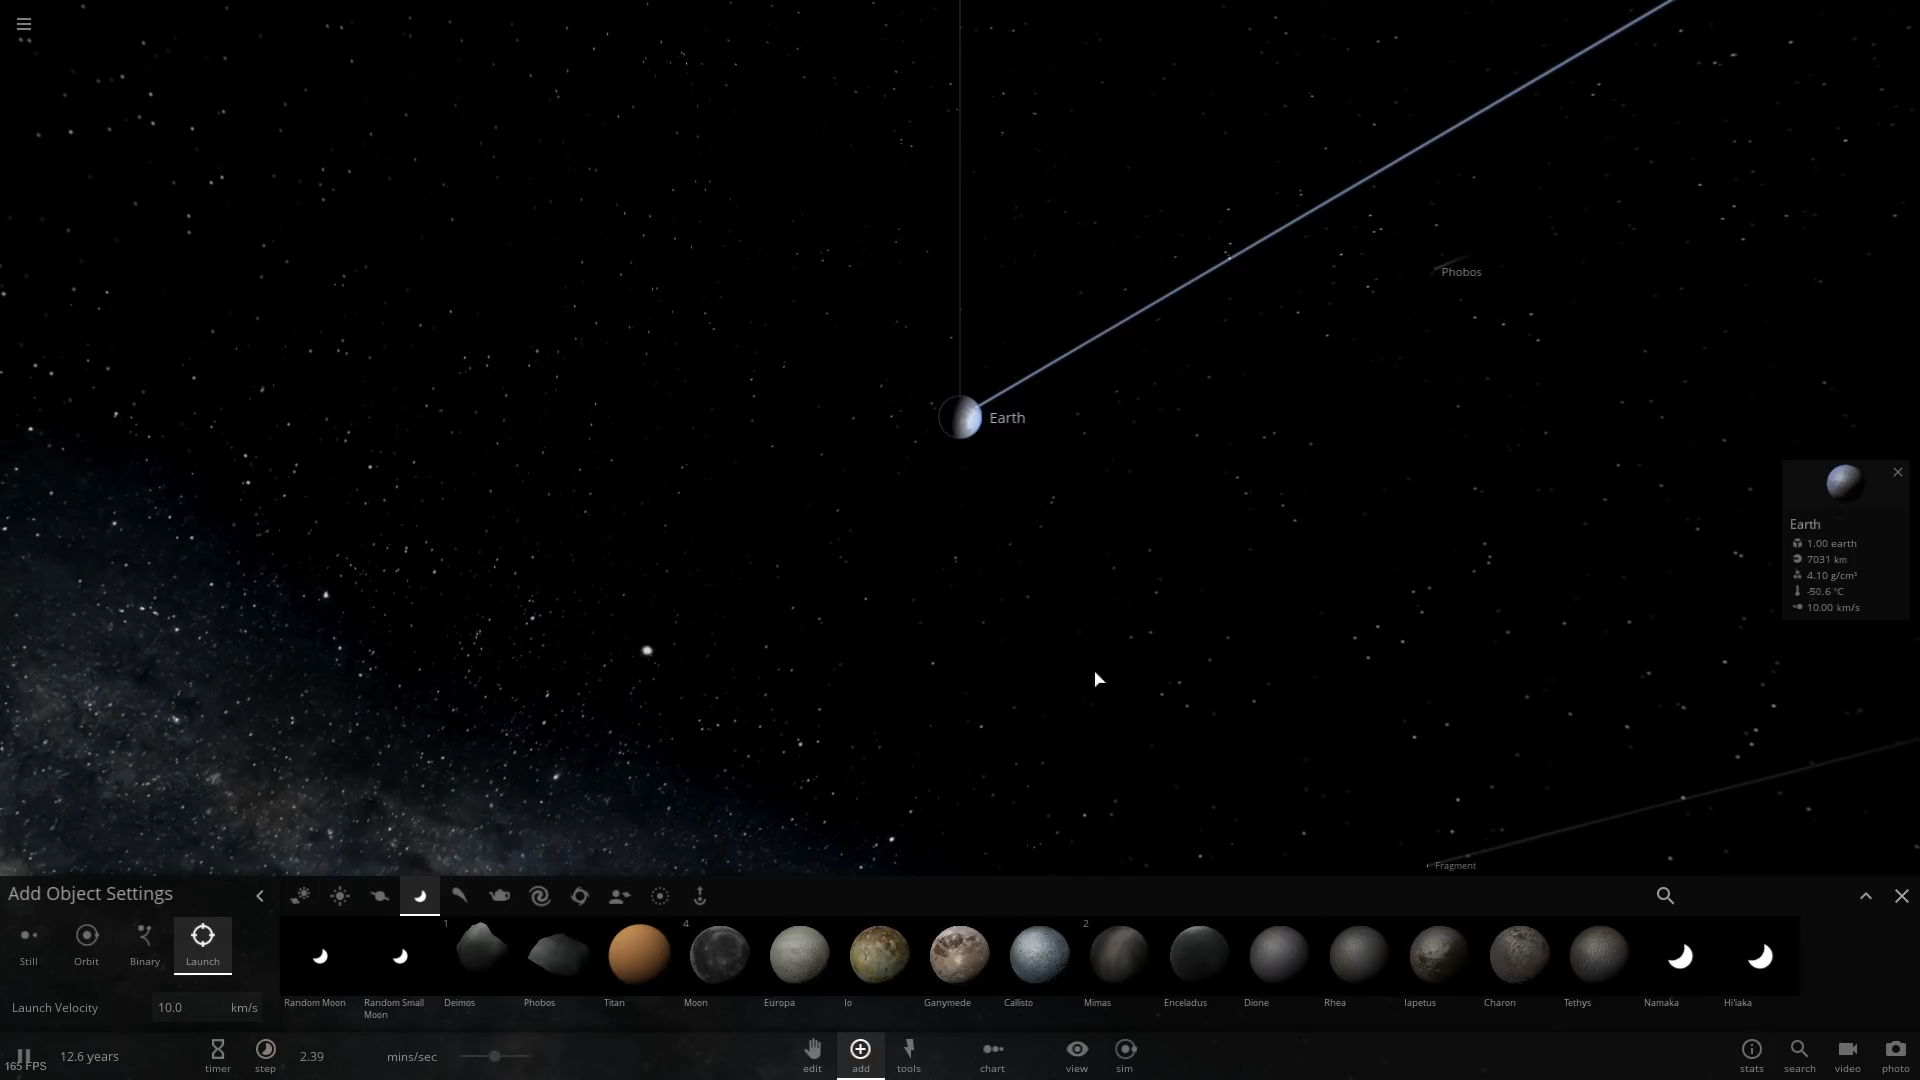 Phobos
Earth
Earth
1.00 earth
7031 km
4.10 g/cm³
-50.6 °C
10.00 km/s
Fragment
Add Object Settings
Still
Orbit
Binary
Launch
Launch Velocity
10.0
km/s
1
4
2
Random Moon
Random Small
Moon
Deimos
Phobos
Titan
Moon
Europa
Io
Ganymede
Callisto
Mimas
Enceladus
Dione
Rhea
Iapetus
Charon
Tethys
Namaka
Hi'iaka
165 FPS
12.6 years
timer
step
2.39
mins/sec
edit
add
tools
chart
view
sim
stats
search
video
photo